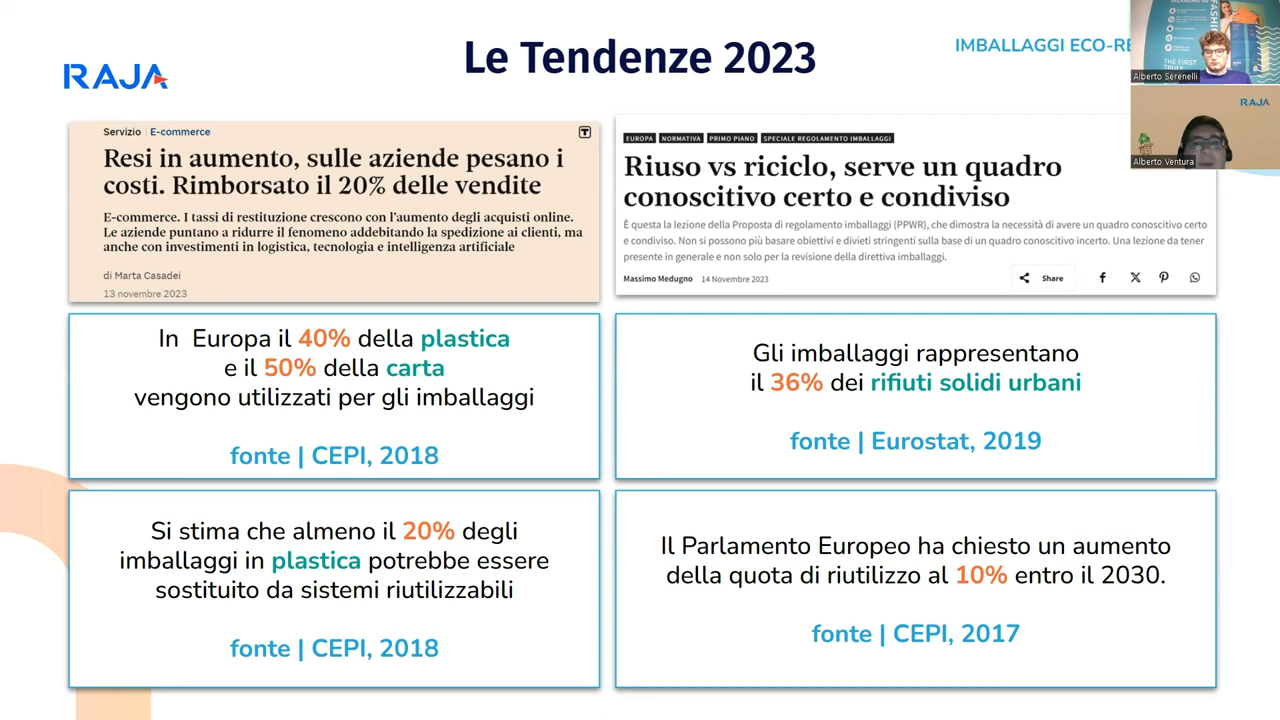 Le Tendenze 2023
IMBALLAGGI ECO-RE
RAJA
FASHI
THE FIRST
TRULY
Alberto Serenelli
RAJA
Alberto Ventura
Servizio | E-commerce
Resi in aumento, sulle aziende pesano i
costi. Rimborsato il 20% delle vendite
E-commerce. I tassi di restituzione crescono con l'aumento degli acquisti online.
Le aziende puntano a ridurre il fenomeno addebitando la spedizione ai clienti, ma
anche con investimenti in logistica, tecnologia e intelligenza artificiale
di Marta Casadei
13 novembre 2023
EUROPA NORMATIVA PRIMO PIANO SPECIALE REGOLAMENTO IMBALLAGGI
Riuso vs riciclo, serve un quadro
conoscitivo certo e condiviso
È questa la lezione della Proposta di regolamento imballaggi (PPWR), che dimostra la necessità di avere un quadro conoscitivo certo
e condiviso. Non si possono più basare obiettivi e divieti stringenti sulla base di un quadro conoscitivo incerto. Una lezione da tener
presente in generale e non solo per la revisione della direttiva imballaggi.
Massimo Medugno 14 Novembre 2023
Share
In Europa il 40% della plastica
e il 50% della carta
vengono utilizzati per gli imballaggi
fonte | CEPI, 2018
Gli imballaggi rappresentano
il 36% dei rifiuti solidi urbani
fonte | Eurostat, 2019
Si stima che almeno il 20% degli
imballaggi in plastica potrebbe essere
sostituito da sistemi riutilizzabili
fonte | CEPI, 2018
Il Parlamento Europeo ha chiesto un aumento
della quota di riutilizzo al 10% entro il 2030.
fonte | CEPI, 2017